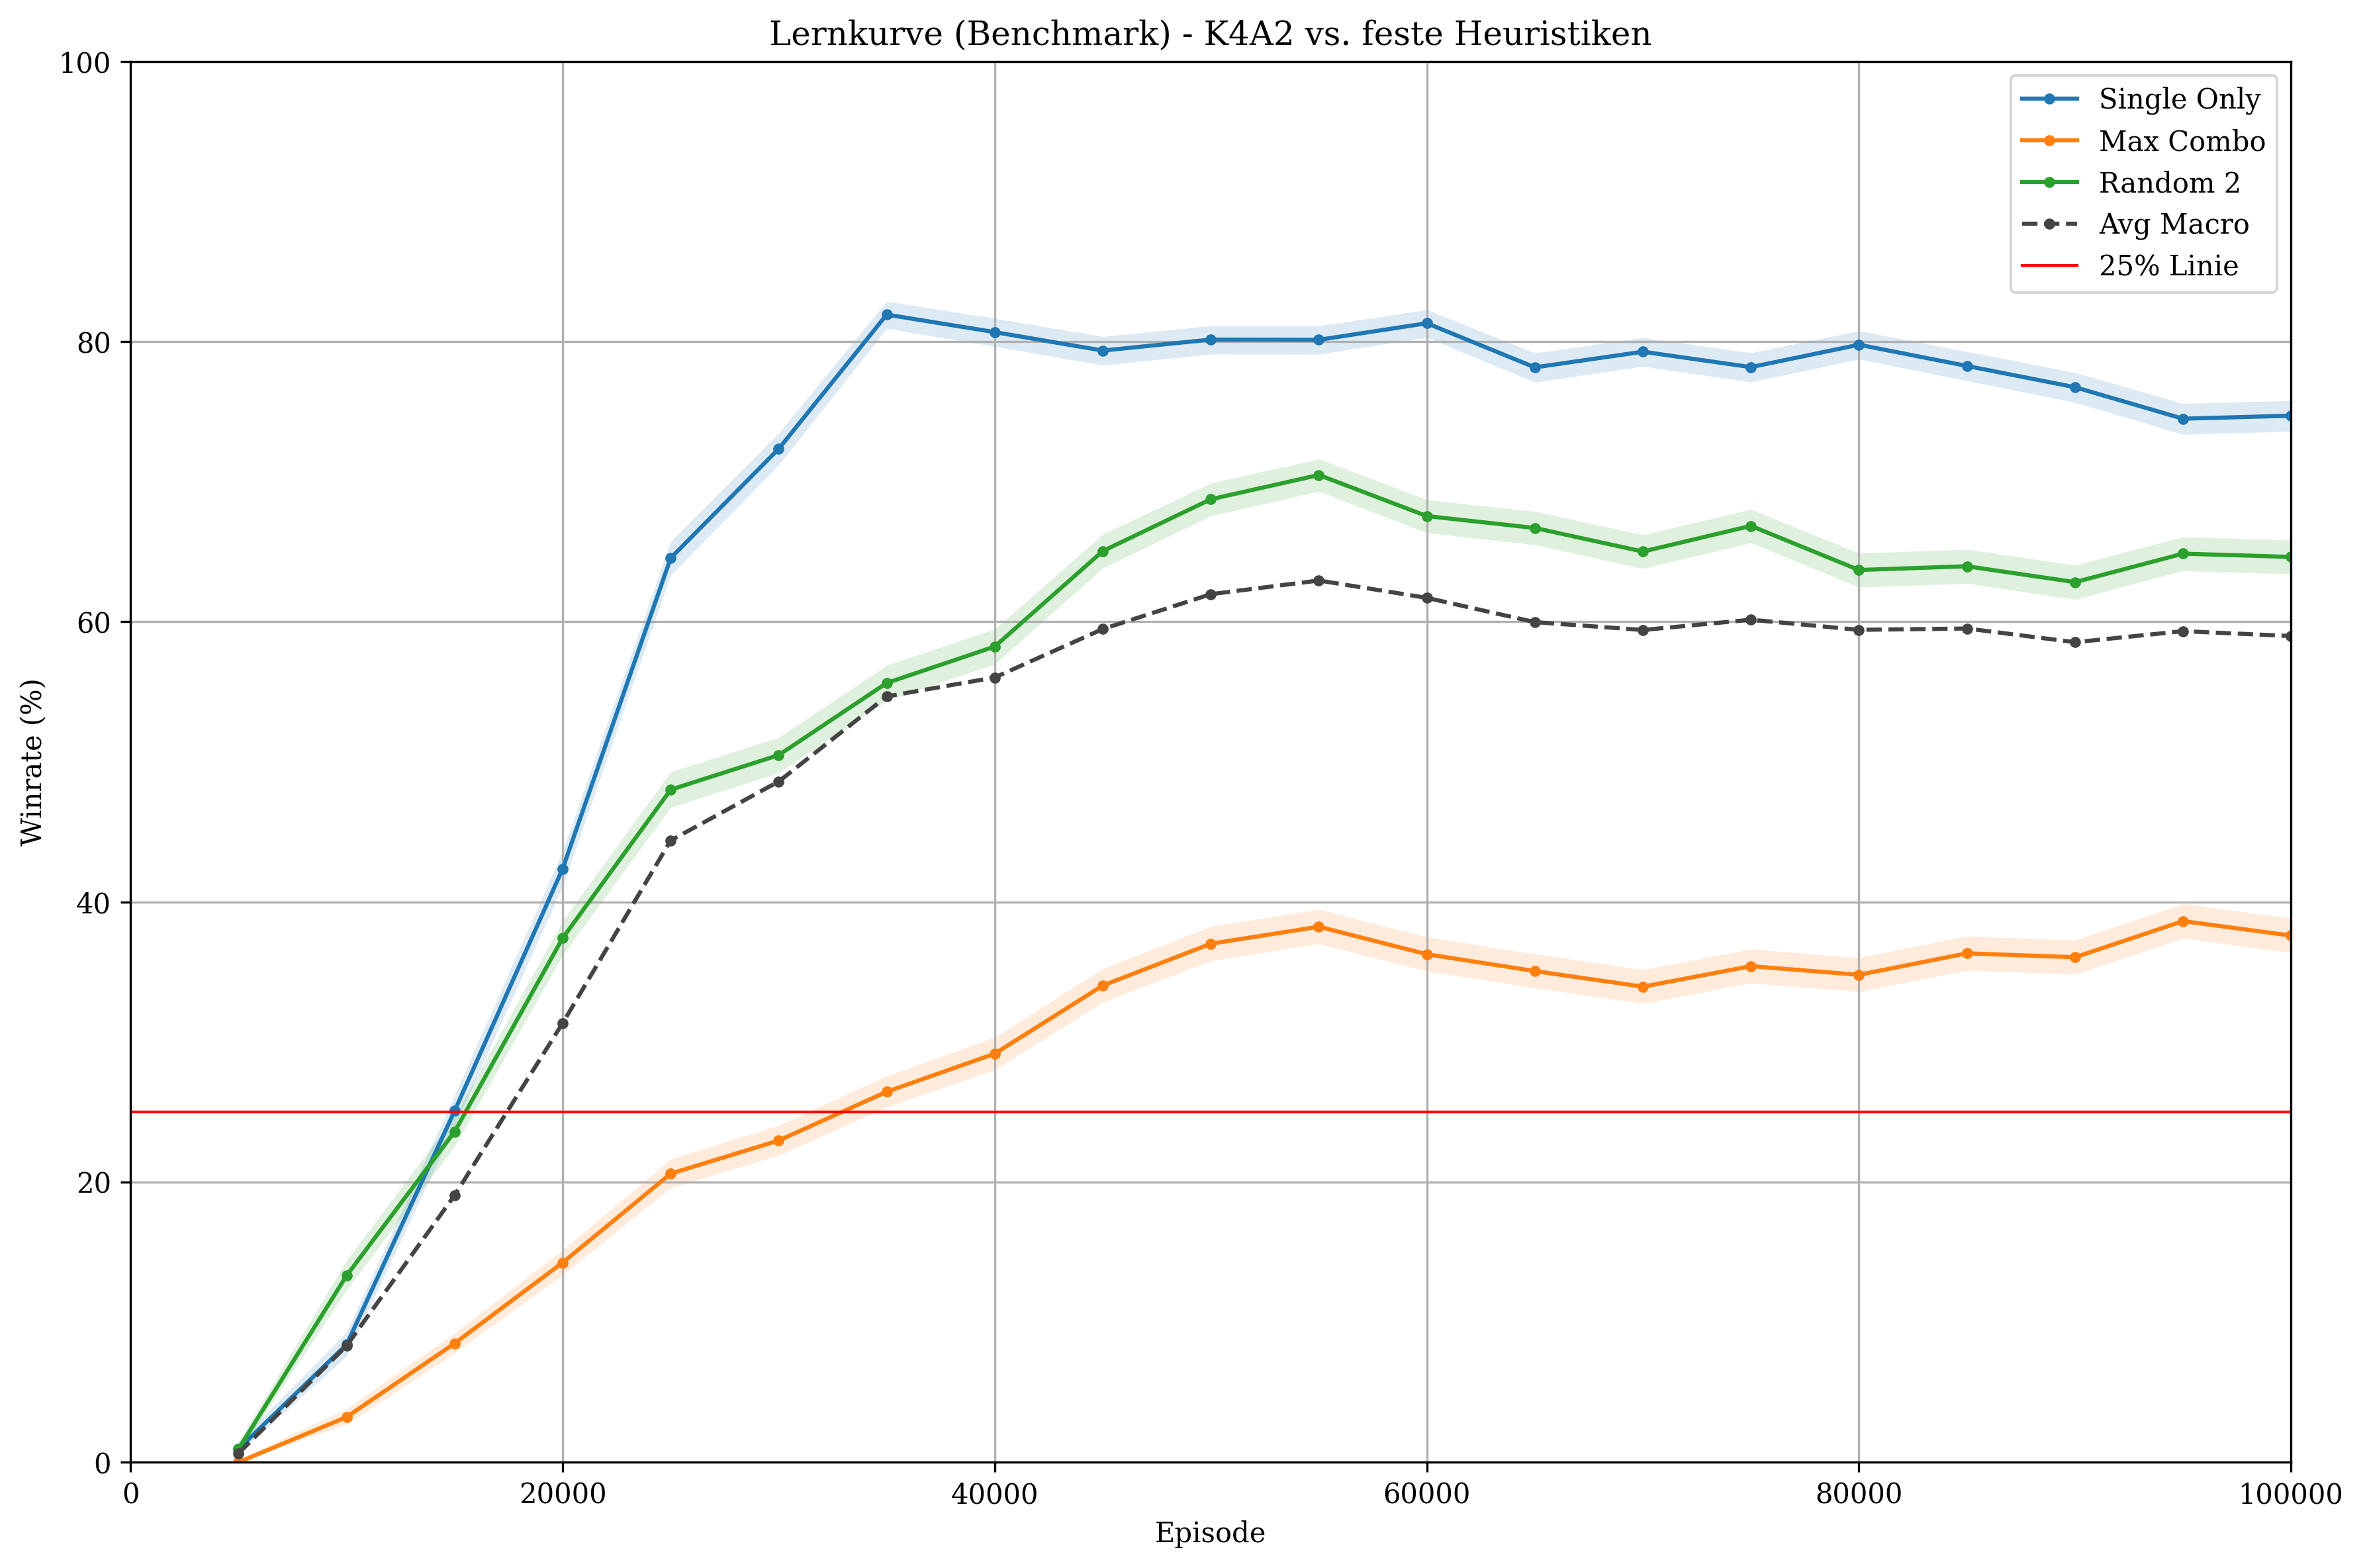 Lernkurve (Benchmark) - K4A2 vs. feste Heuristiken
Winrate (%)
100
80
60
40
20
0
Single Only
Max Combo
Random 2
Avg Macro
25% Linie
0
20000
40000
60000
80000
100000
Episode